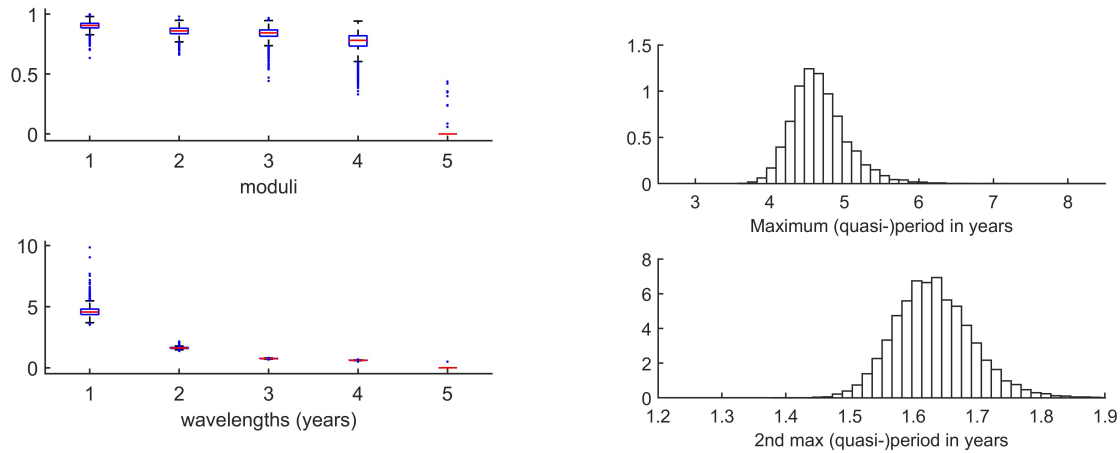 1
0.5
0
1 2 3 4 5
moduli
10
5
0
1 2 3 4 5
wavelengths (years)
1.5
1
0.5
0
3 4 5 6 7 8
Maximum (quasi-)period in years
8
6
4
2
0
1.2 1.3 1.4 1.5 1.6 1.7 1.8 1.9
2nd max (quasi-)period in years